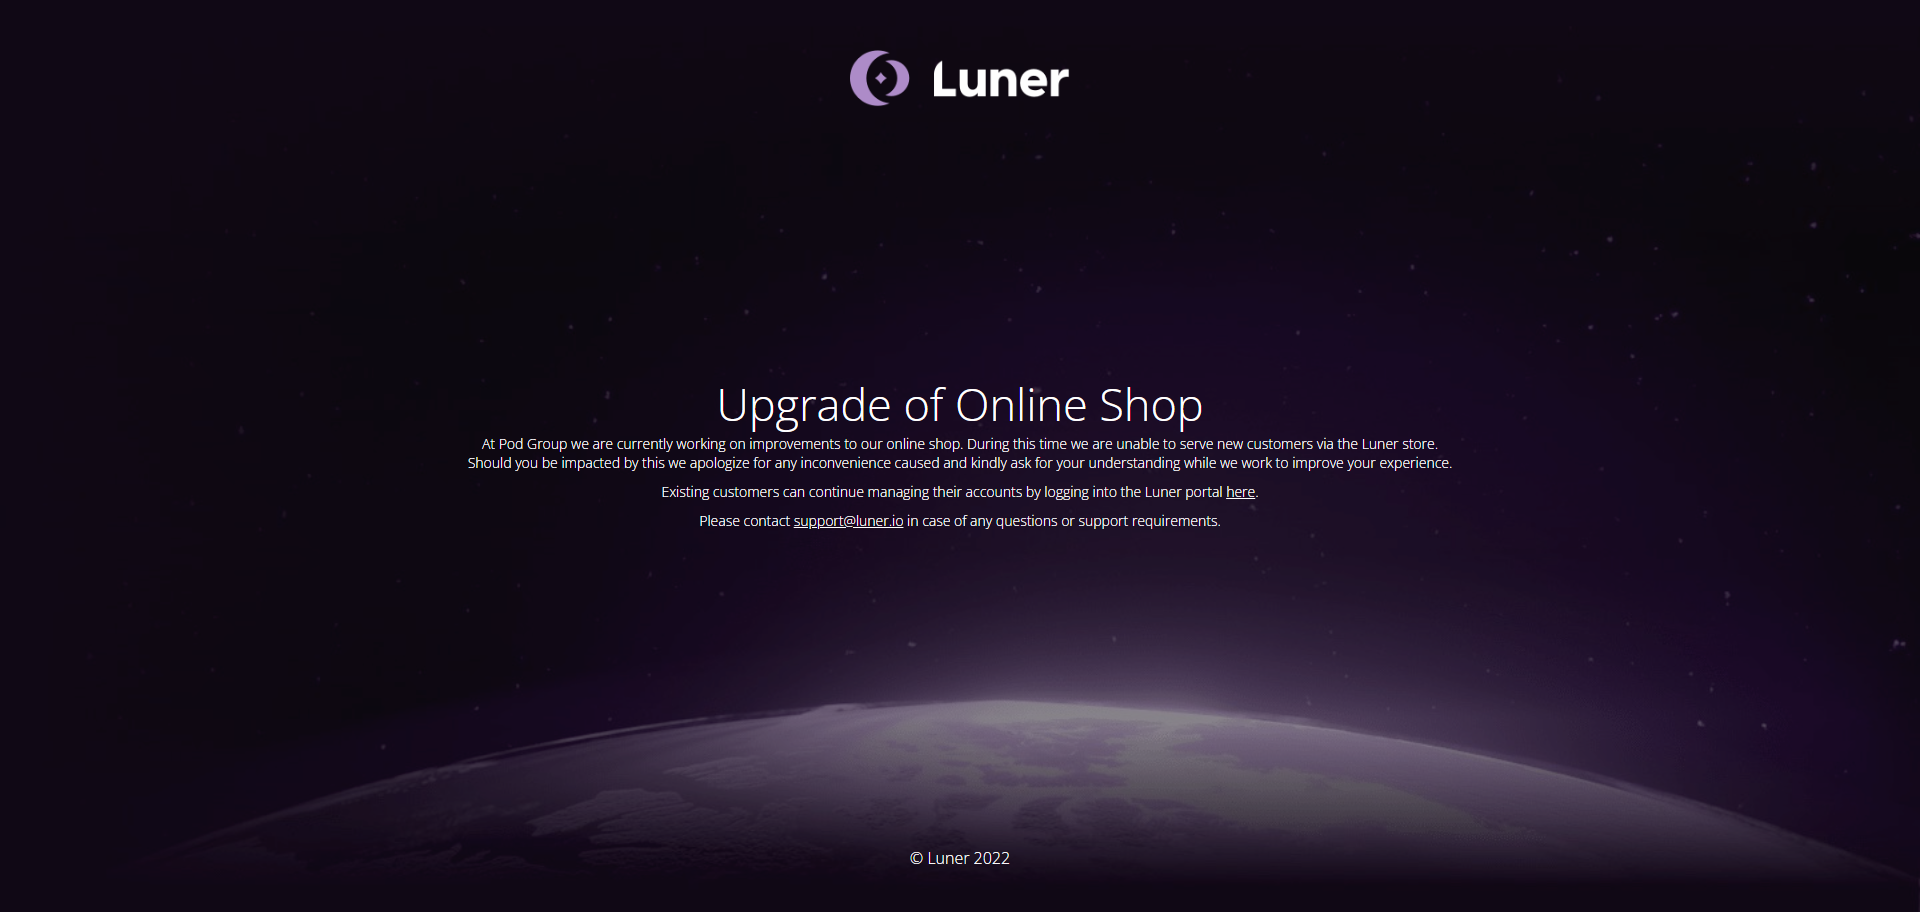 Luner
Upgrade of Online Shop
At Pod Group we are currently working on improvements to our online shop. During this time we are unable to serve new customers via the Luner store.
Should you be impacted by this we apologize for any inconvenience caused and kindly ask for your understanding while we work to improve your experience.
Existing customers can continue managing their accounts by logging into the Luner portal here.
Please contact support@luner.io in case of any questions or support requirements.
© Luner 2022